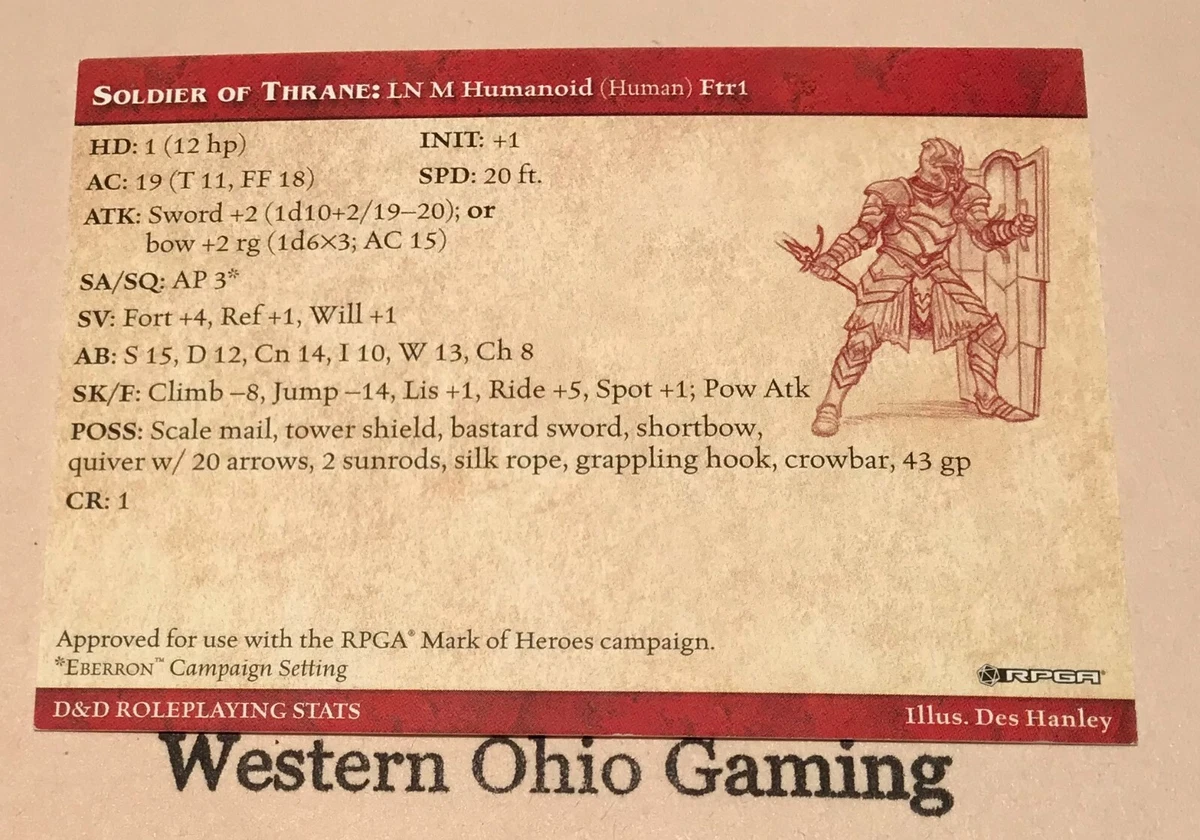 SOLDIER OF THRANE: LN M Humanoid (Human) Ftr1
HD: 1 (12 hp) INIT: +1
AC: 19 (T 11, FF 18) SPD: 20 ft.
ATK: Sword +2 (1d10+2/19–20); or
bow +2 rg (1d6×3; AC 15)
SA/SQ: AP 3*
SV: Fort +4, Ref +1, Will +1
AB: S 15, D 12, Cn 14, I 10, W 13, Ch 8
SK/F: Climb –8, Jump –14, Lis +1, Ride +5, Spot +1; Pow Atk
POSS: Scale mail, tower shield, bastard sword, shortbow,
quiver w/ 20 arrows, 2 sunrods, silk rope, grappling hook, crowbar, 43 gp
CR: 1
Approved for use with the RPGA® Mark of Heroes campaign.
*EBERRON™ Campaign Setting
RPGA®
D&D ROLEPLAYING STATS Illus. Des Hanley
Western Ohio Gaming